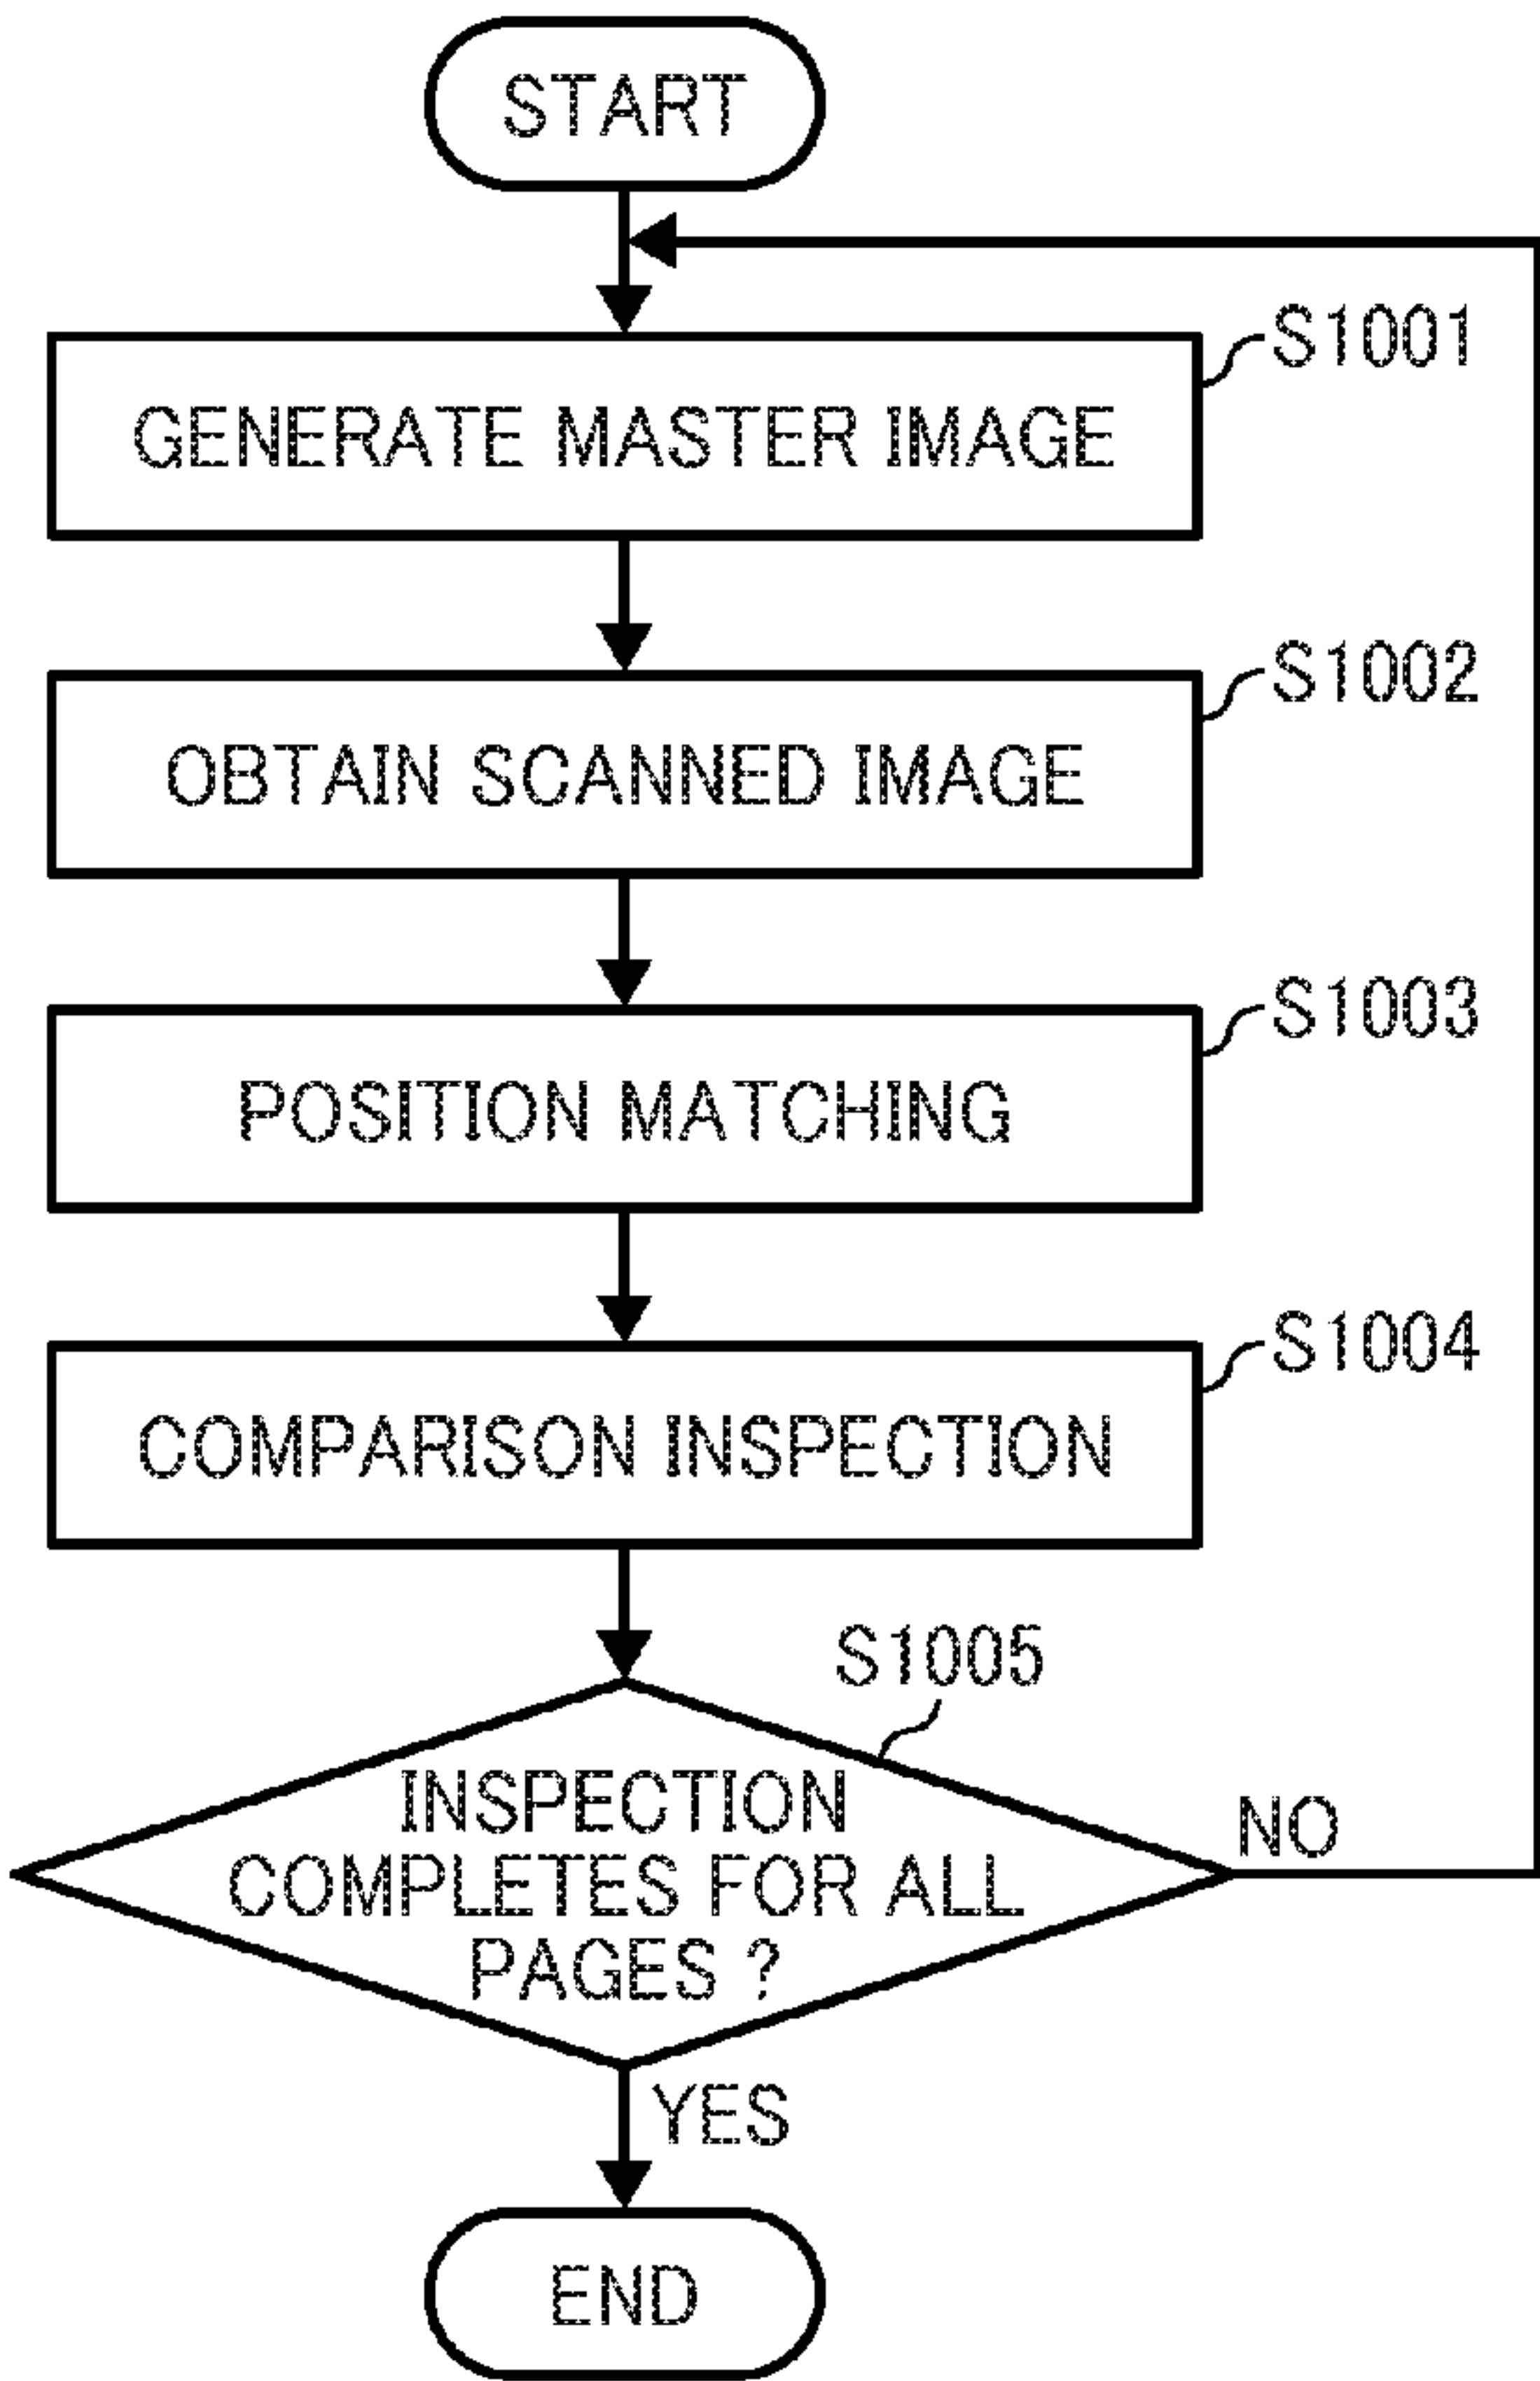 START
S1001
GENERATE MASTER IMAGE
S1002
OBTAIN SCANNED IMAGE
S1003
POSITION MATCHING
S1004
COMPARISON INSPECTION
S1005
INSPECTION
COMPLETES FOR ALL
PAGES ?
NO
YES
END